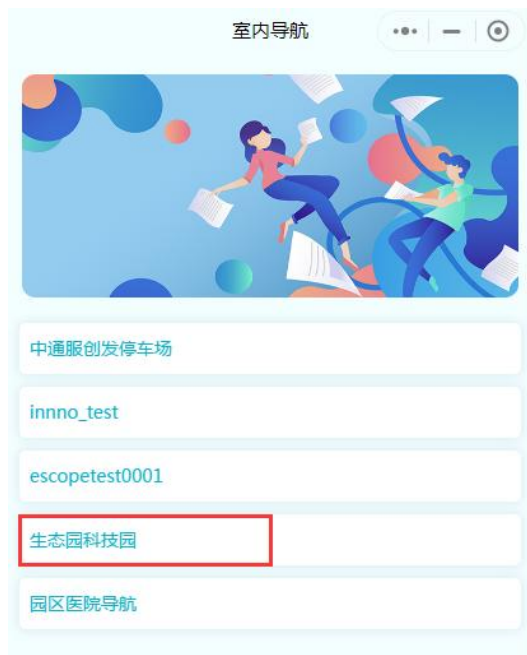 室内导航
中通服创发停车场
innno_test
escopetest0001
生态园科技园
园区医院导航